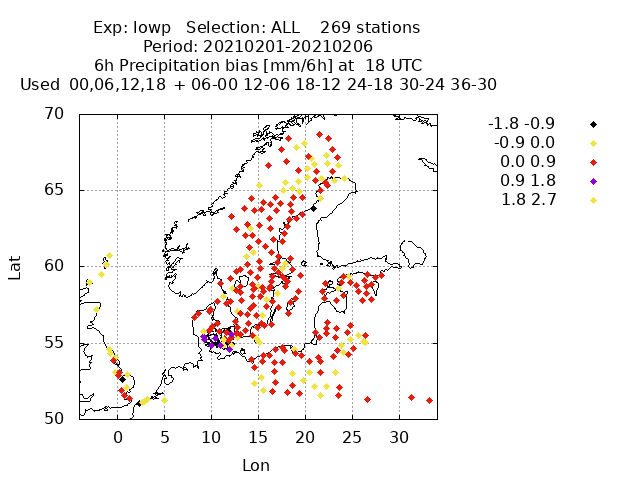 Exp: lowp   Selection: ALL    269 stations
Period: 20210201-20210206
6h Precipitation bias [mm/6h] at  18 UTC
Used  00,06,12,18  + 06-00 12-06 18-12 24-18 30-24 36-30
-1.8 -0.9
-0.9 0.0
0.0 0.9
0.9 1.8
1.8 2.7
70
65
60
55
50
Lat
0 5 10 15 20 25 30
Lon